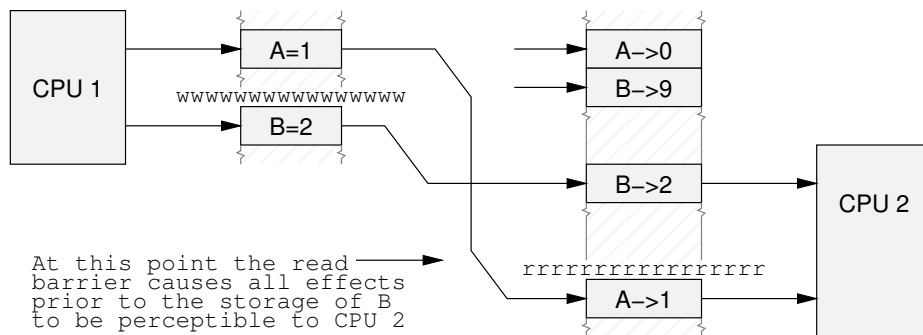 CPU 1
A=1
wwwwwwwwwwwwwwww
B=2
A->0
B->9
B->2
CPU 2
At this point the read
barrier causes all effects
prior to the storage of B
to be perceptible to CPU 2
rrrrrrrrrrrrrrrrr
A->1